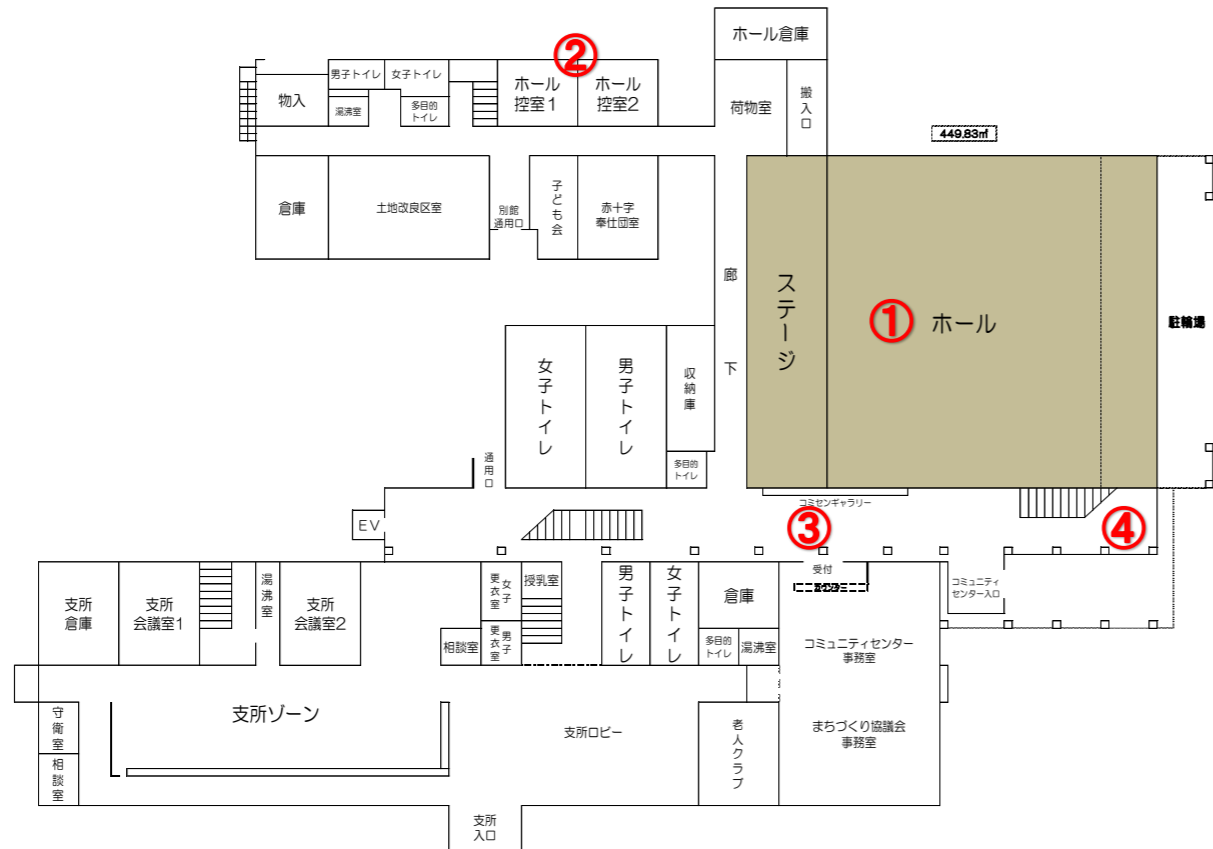 ホール倉庫
②
男子トイレ
女子トイレ
ホール
控室1
ホール
控室2
物入
湯沸室
多目的
トイレ
荷物室
搬入口
449.83㎡
倉庫
土地改良区室
別館
通用口
子ども会
赤十字
奉仕団室
廊下
ステージ
①
ホール
駐輪場
女子トイレ
男子トイレ
収納庫
多目的
トイレ
通用口
コミセンギャラリー
EV
③
④
受付
カウンター
コミュニティ
センター入口
支所
倉庫
支所
会議室1
湯沸室
支所
会議室2
女子
更衣室
授乳室
男子
更衣室
相談室
男子トイレ
女子トイレ
倉庫
多目的
トイレ
湯沸室
コミュニティセンター
事務室
守衛室
支所ゾーン
支所ロビー
老人クラブ
まちづくり協議会
事務室
相談室
支所
入口